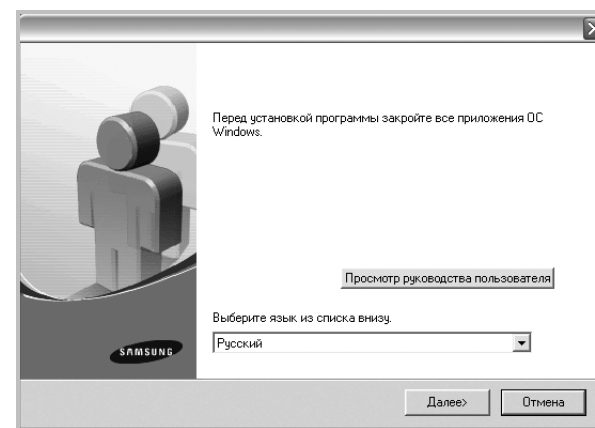 Перед установкой программы закройте все приложения ОС
Windows.
Просмотр руководства пользователя
Выберите язык из списка внизу.
Русский
SAMSUNG
Далее>
Отмена